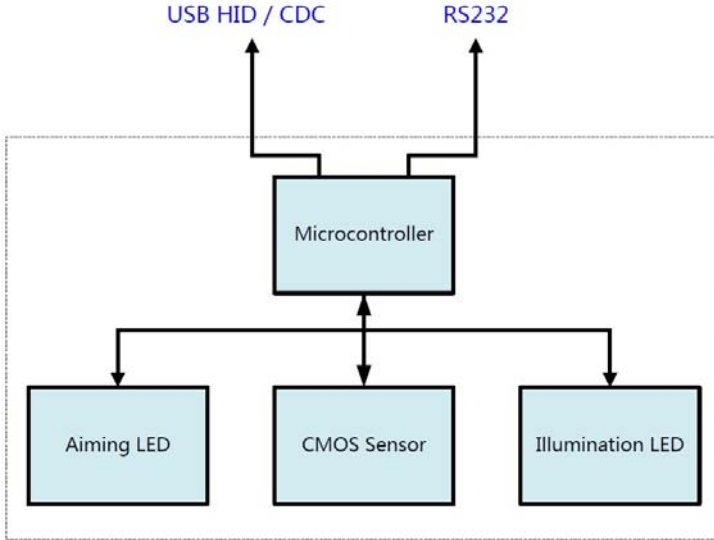 USB HID / CDC
RS232
Microcontroller
Aiming LED
CMOS Sensor
Illumination LED